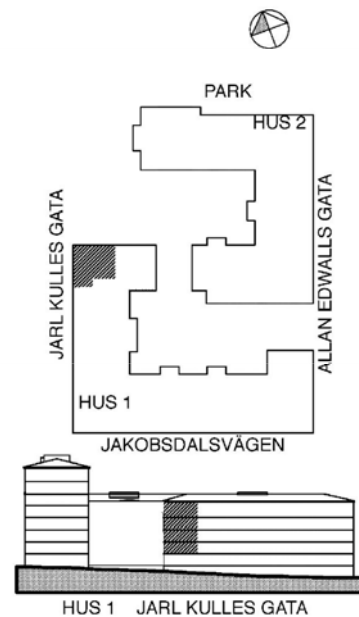 PARK
HUS 2
JARL KULLES GATA
ALLAN EDWALLS GATA
HUS 1
JAKOBSDALSVÄGEN
HUS 1 JARL KULLES GATA